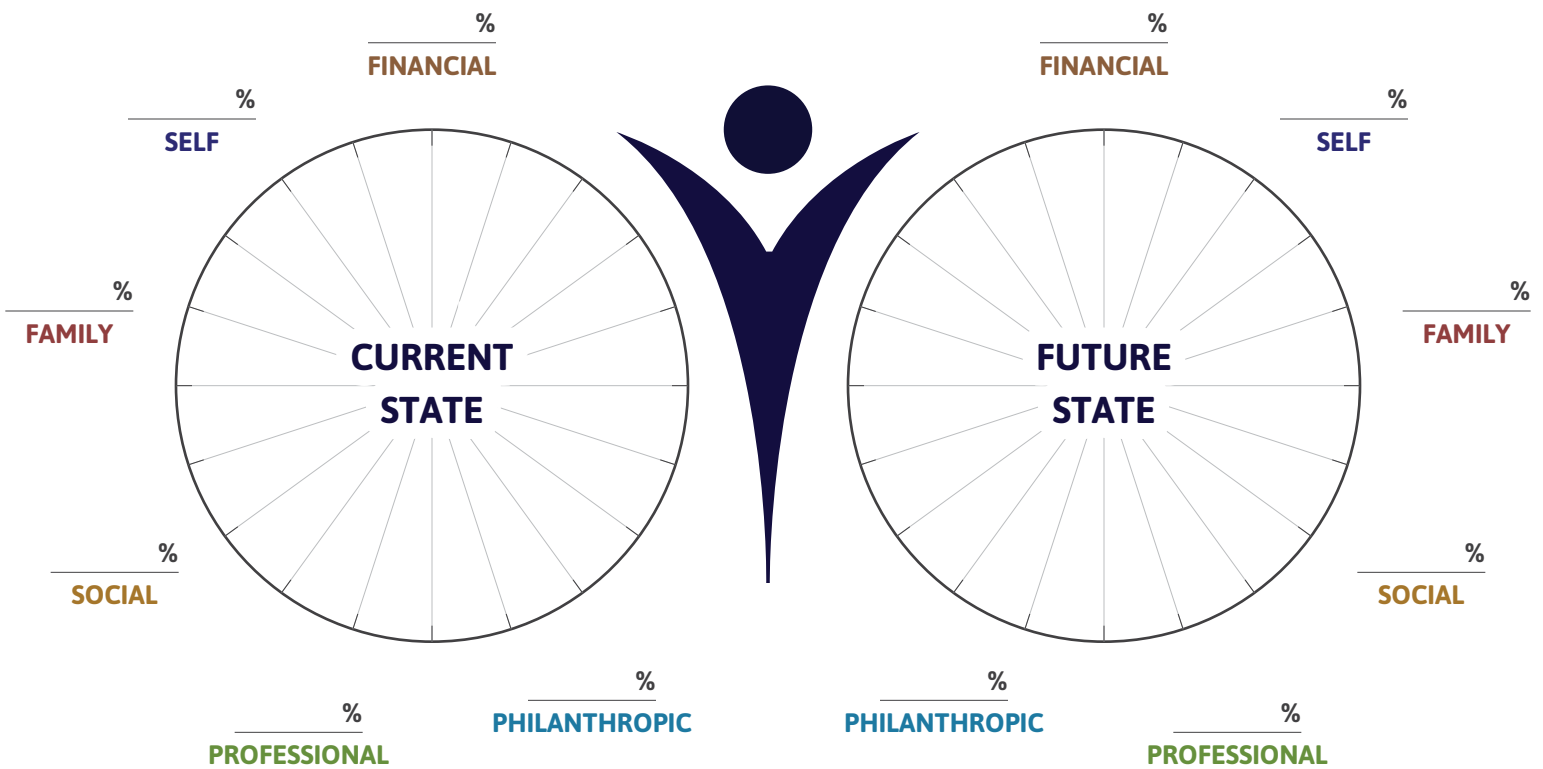 %
FINANCIAL
%
SELF
%
FAMILY
CURRENT
STATE
%
SOCIAL
%
PROFESSIONAL
%
PHILANTHROPIC
%
FINANCIAL
%
SELF
%
FAMILY
FUTURE
STATE
%
SOCIAL
%
PHILANTHROPIC
%
PROFESSIONAL